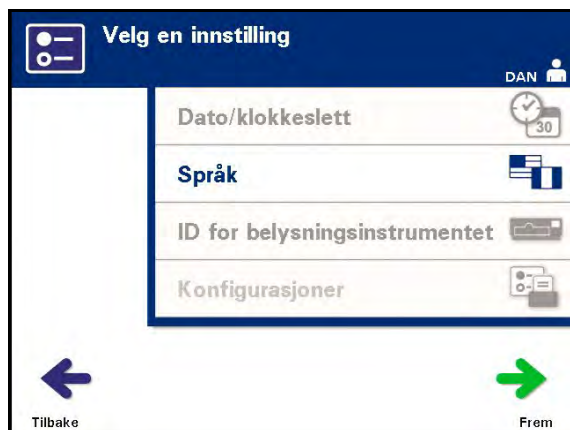 Velg en innstilling
DAN
Dato/klokkeslett
30
Språk
ID for belysningsinstrumentet
Konfigurasjoner
Tilbake
Frem